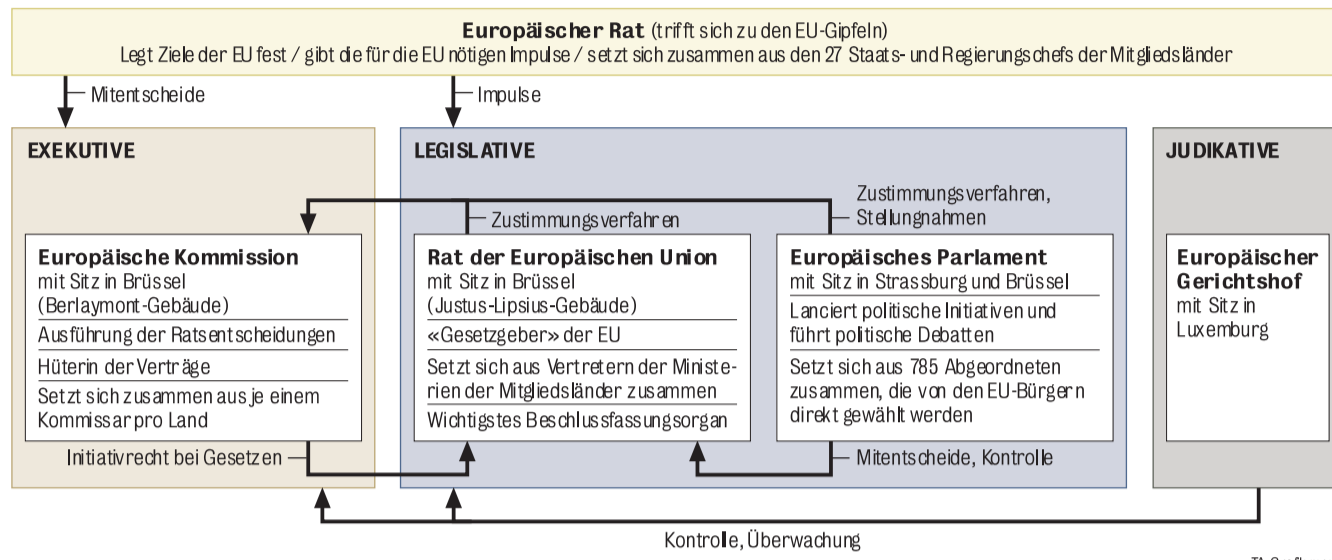 Europäischer Rat (trifft sich zu den EU-Gipfeln)
Legt Ziele der EU fest / gibt die für die EU nötigen Impulse / setzt sich zusammen aus den 27 Staats- und Regierungschefs der Mitgliedsländer
Mitentscheide
Impulse
EXEKUTIVE
Europäische Kommission
mit Sitz in Brüssel
(Berlaymont-Gebäude)
Ausführung der Ratsentscheidungen
Hüterin der Verträge
Setzt sich zusammen aus je einem
Kommissar pro Land
Initiativrecht bei Gesetzen
LEGISLATIVE
Zustimmungsverfahren
Rat der Europäischen Union
mit Sitz in Brüssel
(Justus-Lipsius-Gebäude)
«Gesetzgeber» der EU
Setzt sich aus Vertretern der Ministe-
rien der Mitgliedsländer zusammen
Wichtigstes Beschlussfassungsorgan
Zustimmungsverfahren,
Stellungnahmen
Europäisches Parlament
mit Sitz in Strassburg und Brüssel
Lanciert politische Initiativen und
führt politische Debatten
Setzt sich aus 785 Abgeordneten
zusammen, die von den EU-Bürgern
direkt gewählt werden
Mitentscheide, Kontrolle
JUDIKATIVE
Europäischer
Gerichtshof
mit Sitz in
Luxemburg
Kontrolle, Überwachung